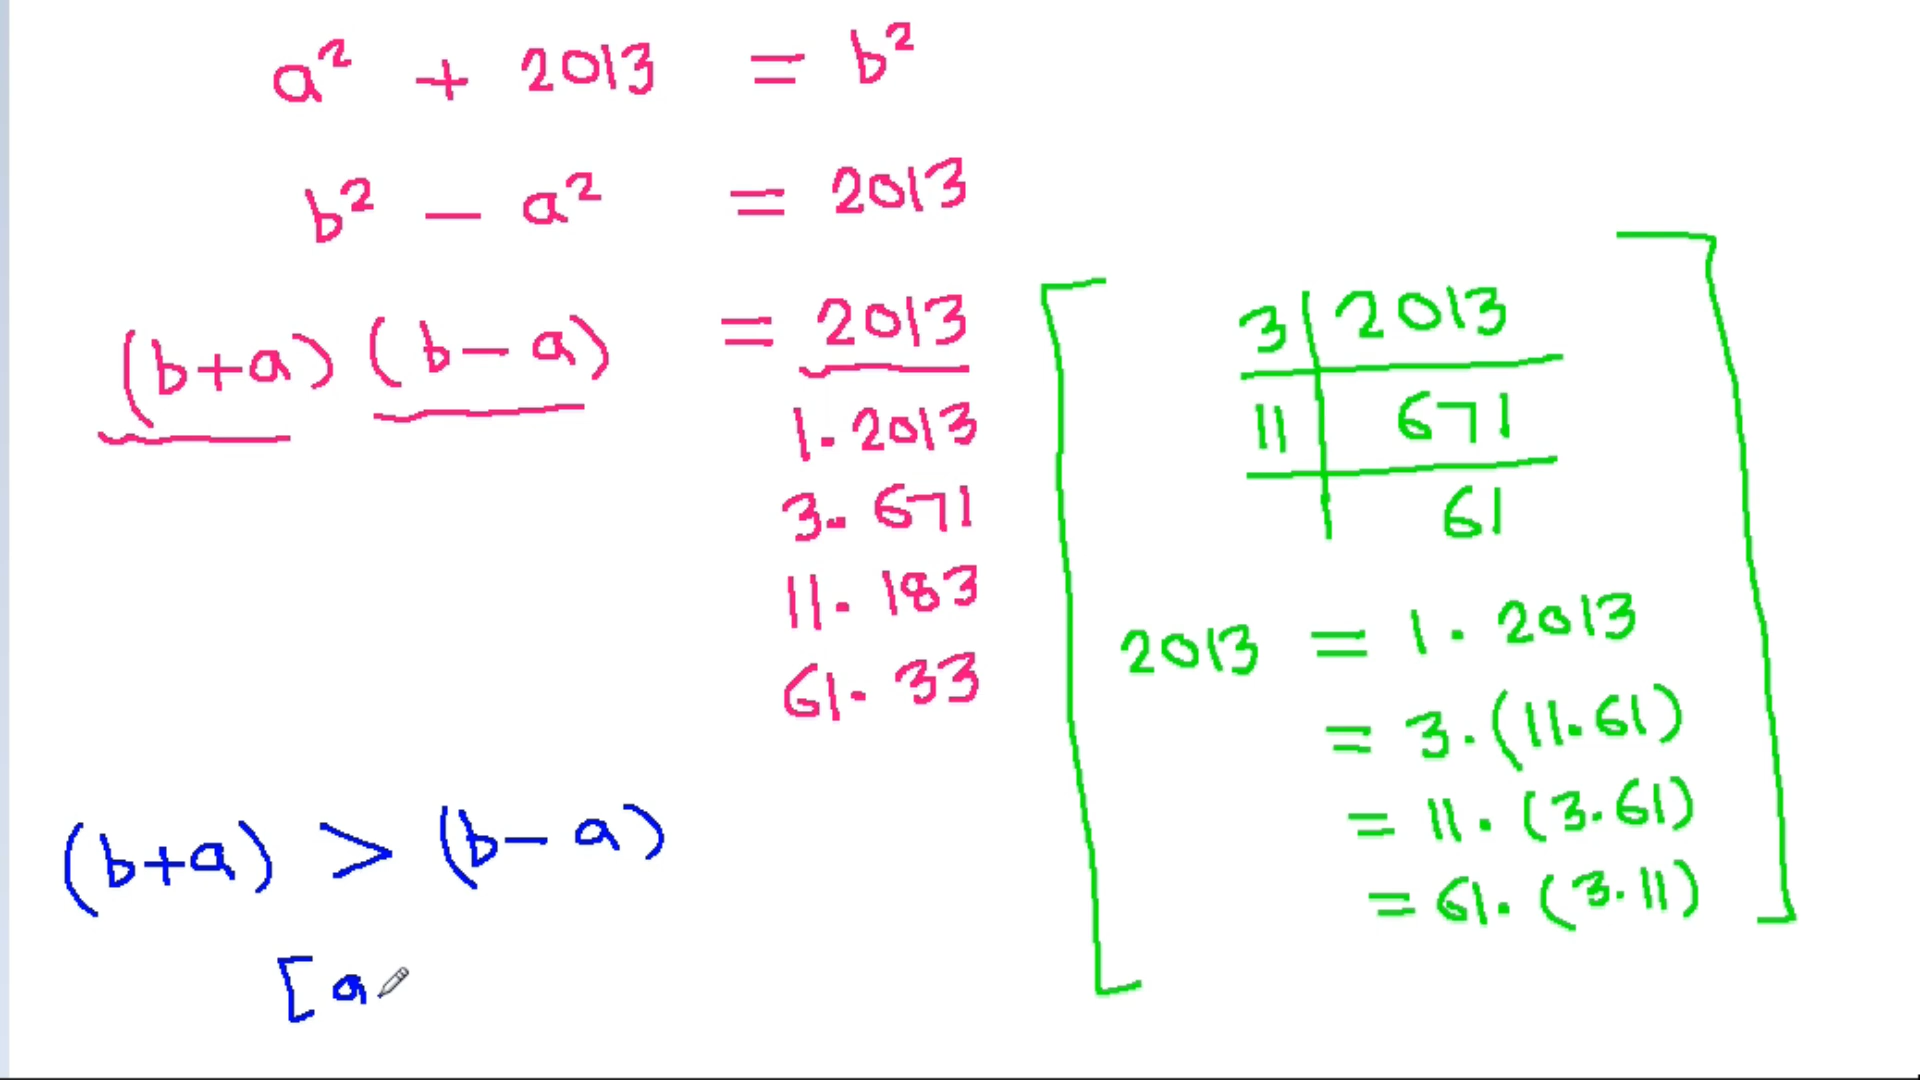 a² + 2013 = b²
b² – a² = 2013
(b+a) (b – a) = 2013
1 . 2013
3 . 671
11 . 183
61 . 33
(b+a) > (b – a)
[a
3 | 2013
11 | 671
61
2013 = 1 . 2013
= 3 . (11.61)
= 11 . (3.61)
= 61 . (3.11)